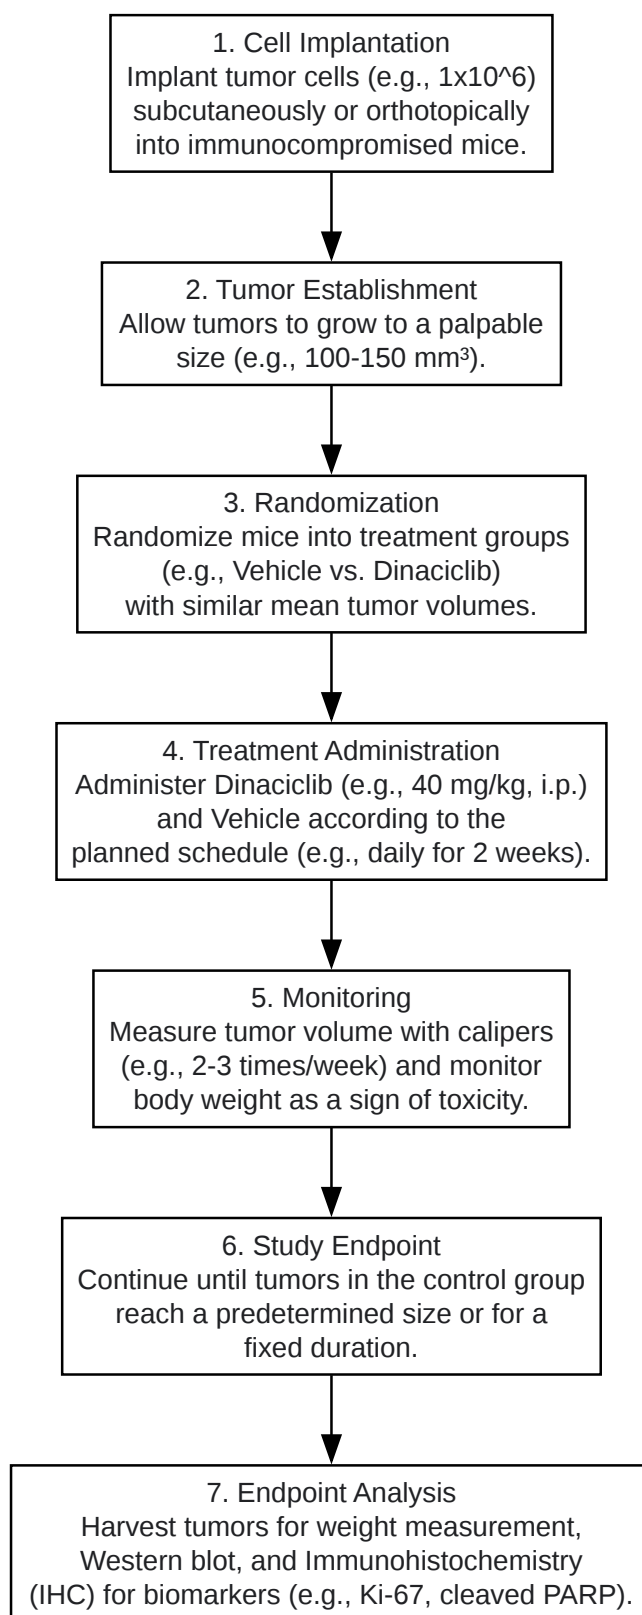 1. Cell Implantation
Implant tumor cells (e.g., 1x10^6)
subcutaneously or orthotopically
into immunocompromised mice.
2. Tumor Establishment
Allow tumors to grow to a palpable
size (e.g., 100-150 mm³).
3. Randomization
Randomize mice into treatment groups
(e.g., Vehicle vs. Dinaciclib)
with similar mean tumor volumes.
4. Treatment Administration
Administer Dinaciclib (e.g., 40 mg/kg, i.p.)
and Vehicle according to the
planned schedule (e.g., daily for 2 weeks).
5. Monitoring
Measure tumor volume with calipers
(e.g., 2-3 times/week) and monitor
body weight as a sign of toxicity.
6. Study Endpoint
Continue until tumors in the control group
reach a predetermined size or for a
fixed duration.
7. Endpoint Analysis
Harvest tumors for weight measurement,
Western blot, and Immunohistochemistry
(IHC) for biomarkers (e.g., Ki-67, cleaved PARP).